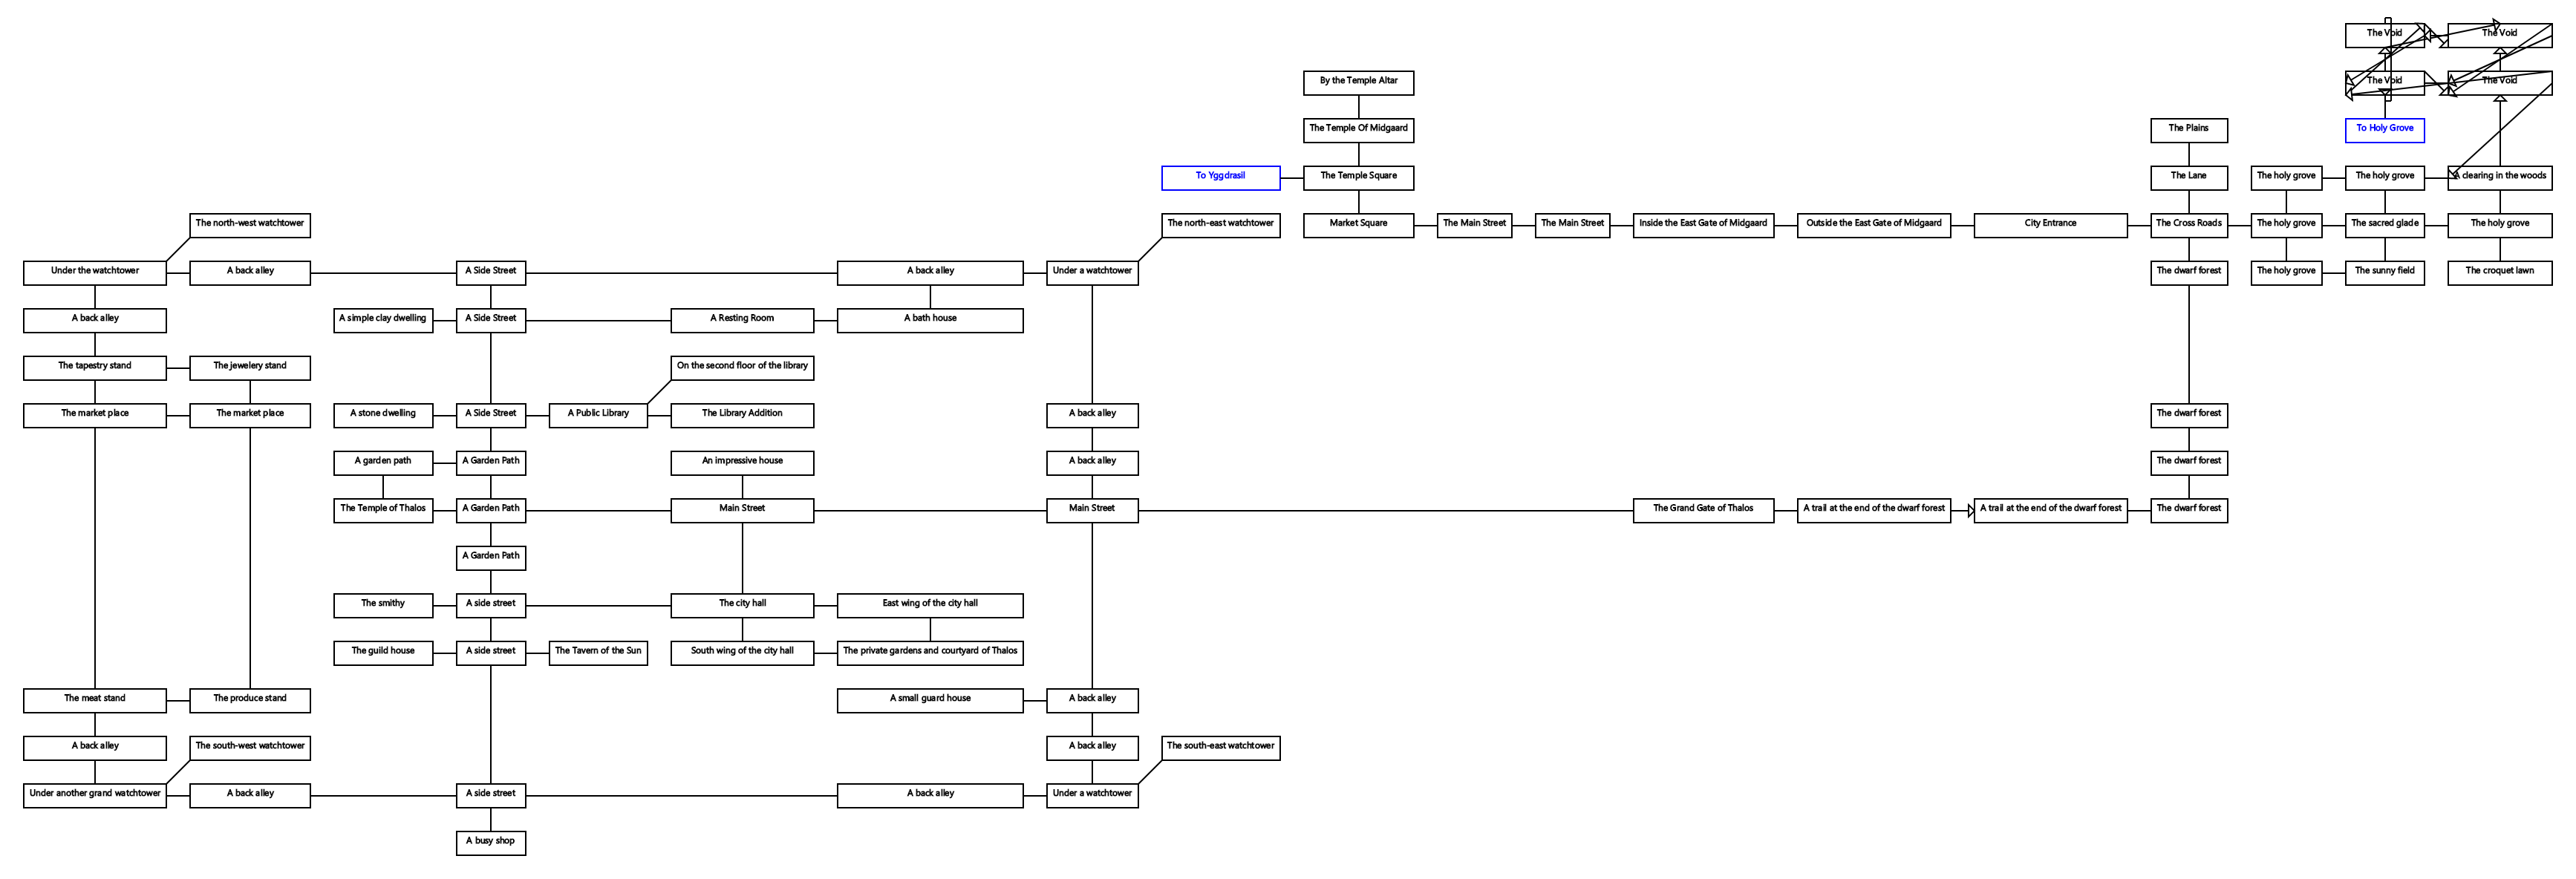 The Void
The Void
By the Temple Altar
The Void
The Void
The Temple Of Midgaard
The Plains
To Holy Grove
To Yggdrasil
The Temple Square
The Lane
The holy grove
The holy grove
A clearing in the woods
The north-west watchtower
The north-east watchtower
Market Square
The Main Street
The Main Street
Inside the East Gate of Midgaard
Outside the East Gate of Midgaard
City Entrance
The Cross Roads
The holy grove
The sacred glade
The holy grove
Under the watchtower
A back alley
A Side Street
A back alley
Under a watchtower
The dwarf forest
The holy grove
The sunny field
The croquet lawn
A back alley
A simple clay dwelling
A Side Street
A Resting Room
A bath house
The tapestry stand
The jewelery stand
On the second floor of the library
The market place
The market place
A stone dwelling
A Side Street
A Public Library
The Library Addition
A back alley
The dwarf forest
A garden path
A Garden Path
An impressive house
A back alley
The dwarf forest
The Temple of Thalos
A Garden Path
Main Street
Main Street
The Grand Gate of Thalos
A trail at the end of the dwarf forest
A trail at the end of the dwarf forest
The dwarf forest
A Garden Path
The smithy
A side street
The city hall
East wing of the city hall
The guild house
A side street
The Tavern of the Sun
South wing of the city hall
The private gardens and courtyard of Thalos
The meat stand
The produce stand
A small guard house
A back alley
A back alley
The south-west watchtower
A back alley
The south-east watchtower
Under another grand watchtower
A back alley
A side street
A back alley
Under a watchtower
A busy shop